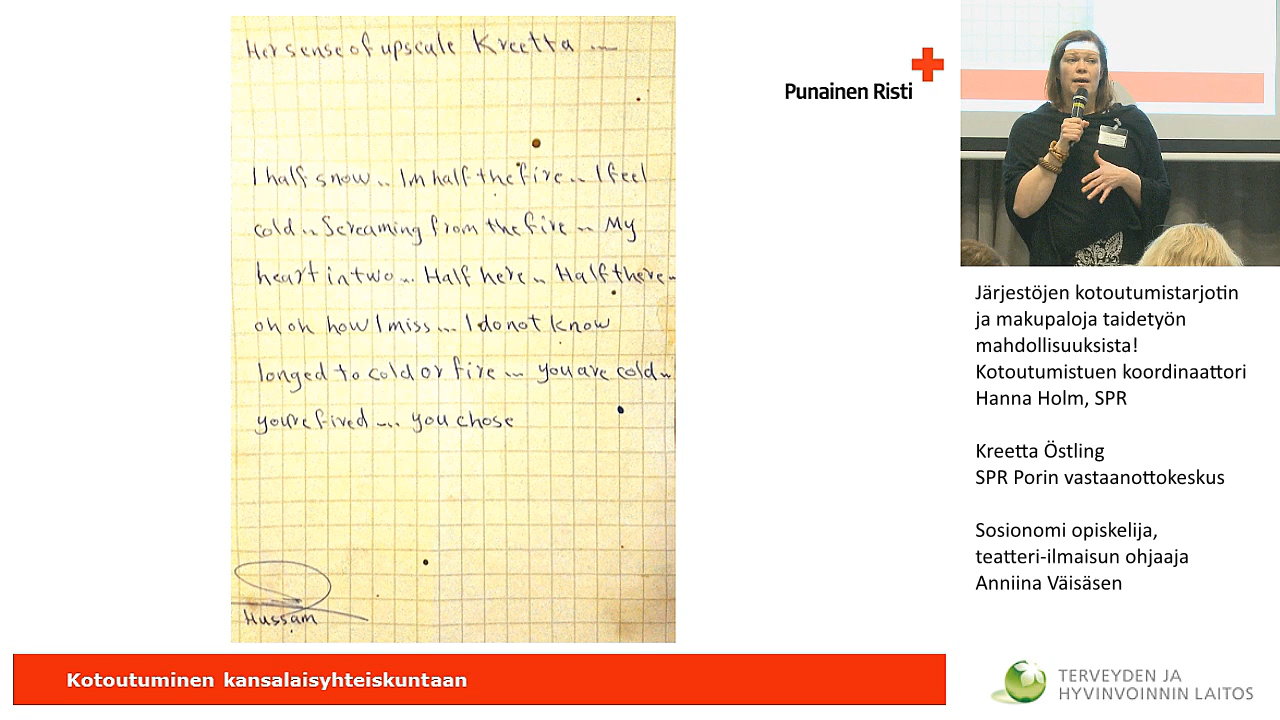 Her sense of upscale Kreetta ...
I half snow .. Im half the fire .. I feel
cold .. Screaming from the fire .. My
heart in two ... Half here .. Half there ..
oh oh how I miss ... I do not know
longed to cold or fire ... you are cold ..
you're fired .... you chose
Hussam
Punainen Risti
Järjestöjen kotoutumistarjotin
ja makupaloja taidetyön
mahdollisuuksista!
Kotoutumistuen koordinaattori
Hanna Holm, SPR
Kreetta Östling
SPR Porin vastaanottokeskus
Sosionomi opiskelija,
teatteri-ilmaisun ohjaaja
Anniina Väisäsen
Kotoutuminen kansalaisyhteiskuntaan
TERVEYDEN JA
HYVINVOINNIN LAITOS